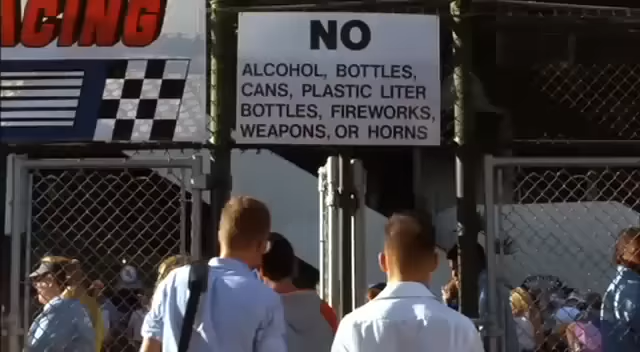 ACING
NO
ALCOHOL, BOTTLES,
CANS, PLASTIC LITER
BOTTLES, FIREWORKS,
WEAPONS, OR HORNS